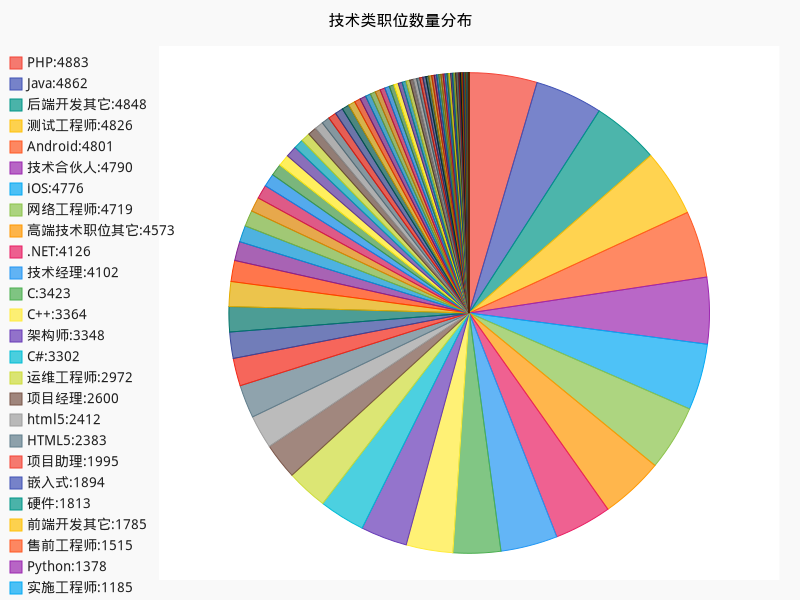 技术类职位数量分布
PHP:4883
Java:4862
后端开发其它:4848
测试工程师:4826
Android:4801
技术合伙人:4790
iOS:4776
网络工程师:4719
高端技术职位其它:4573
.NET:4126
技术经理:4102
C:3423
C++:3364
架构师:3348
C#:3302
运维工程师:2972
项目经理:2600
html5:2412
HTML5:2383
项目助理:1995
嵌入式:1894
硬件:1813
前端开发其它:1785
售前工程师:1515
Python:1378
实施工程师:1185